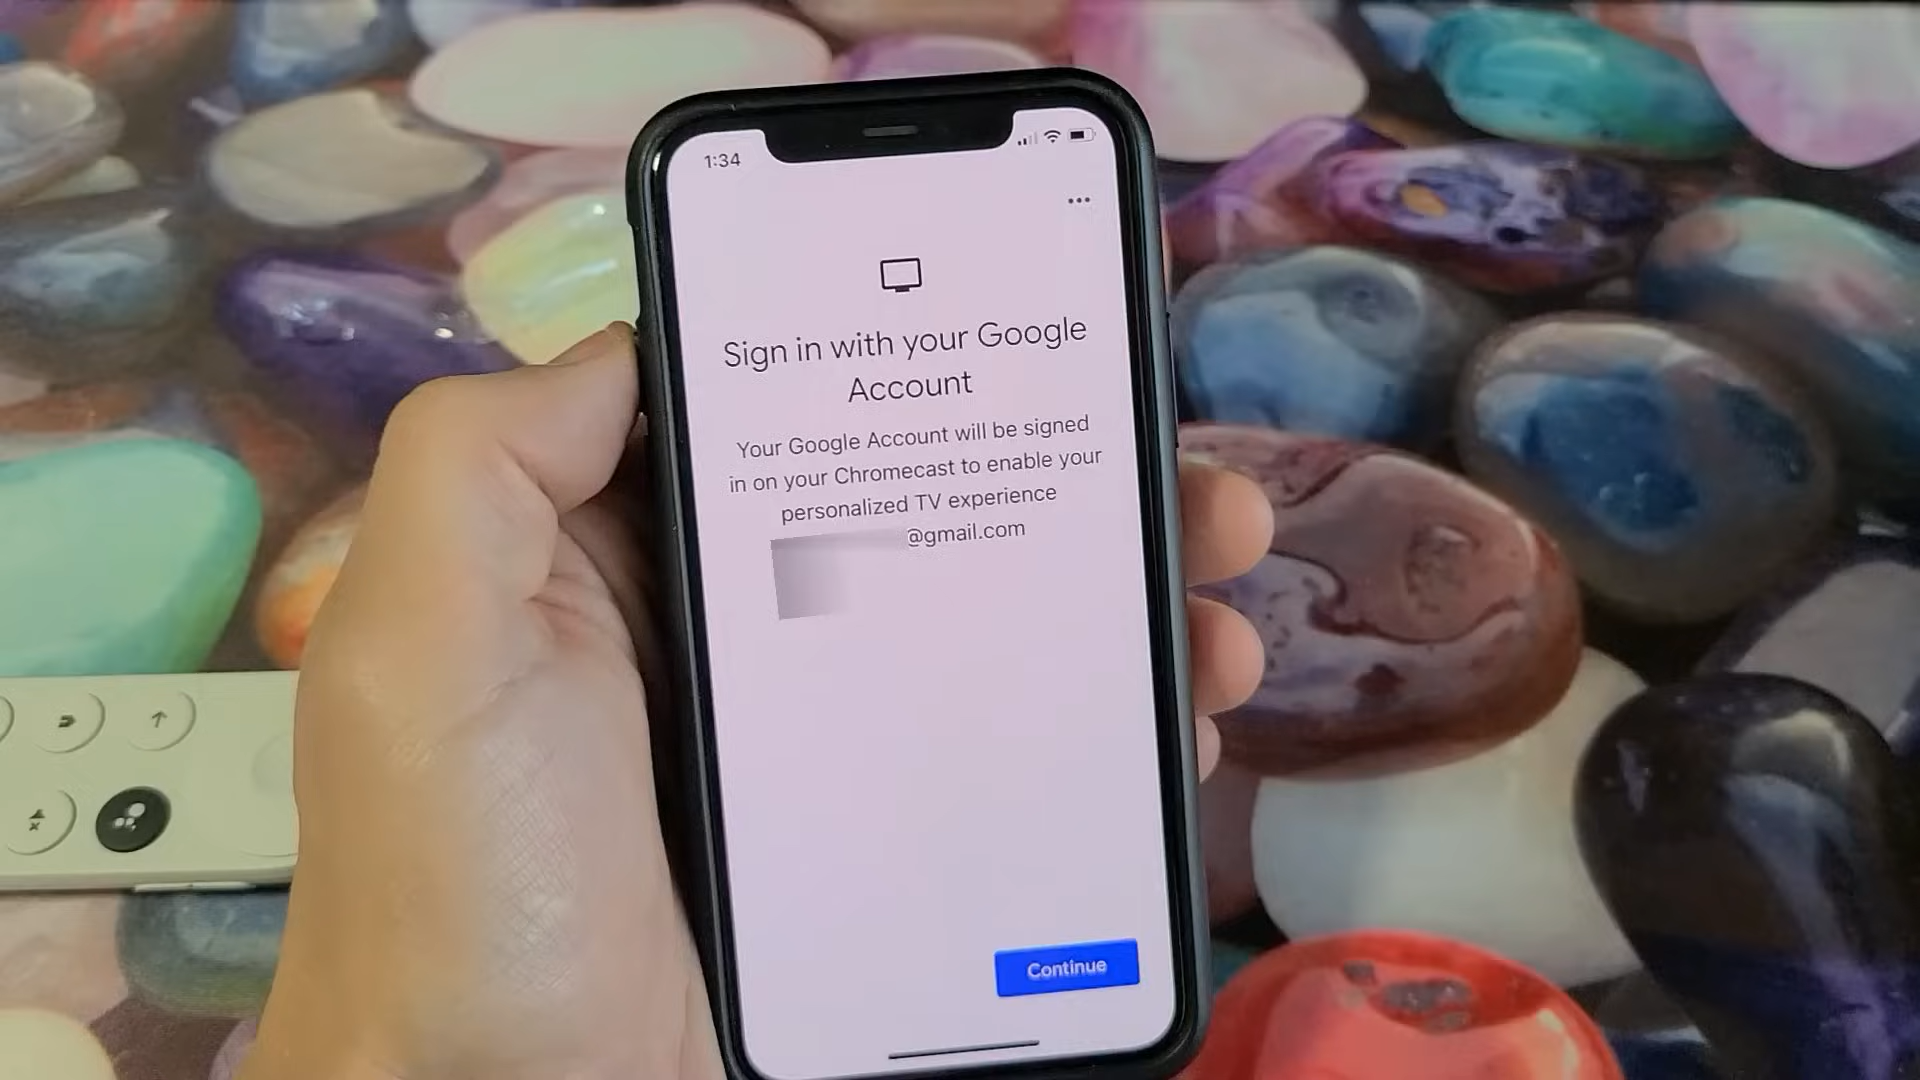 1:34
Sign in with your Google
Account
Your Google Account will be signed
in on your Chromecast to enable your
personalized TV experience
@gmail.com
Continue